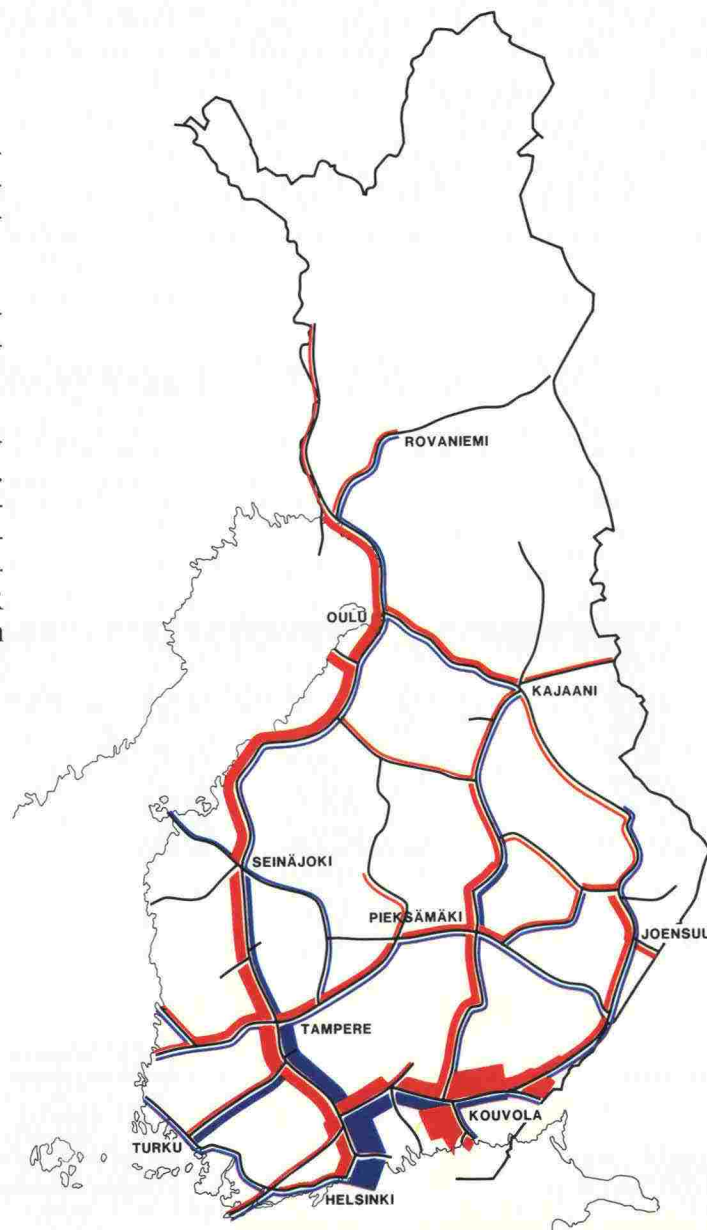 ROVANIEMI
OULU
KAJAANI
SEINÄJOKI
PIEKSÄMÄKI
JOENSUU
TAMPERE
KOUVOLA
TURKU
HELSINKI